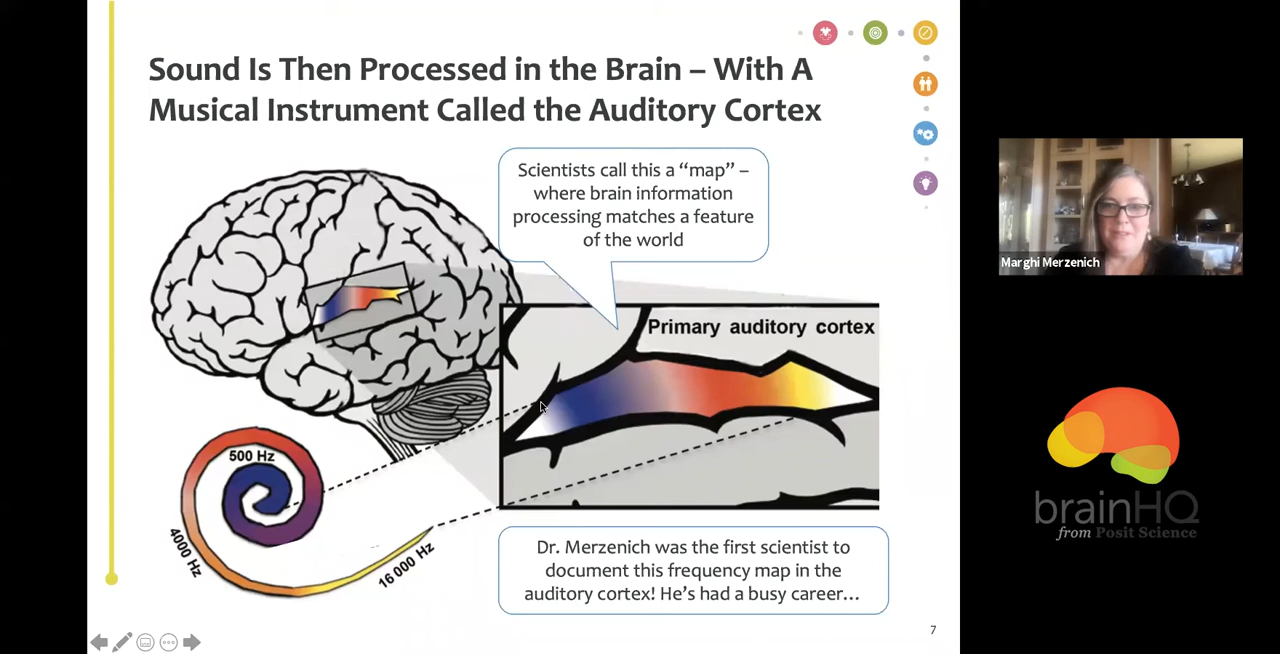 Sound Is Then Processed in the Brain – With A
Musical Instrument Called the Auditory Cortex
Scientists call this a “map” –
where brain information
processing matches a feature
of the world
Primary auditory cortex
500 Hz
4000 Hz
16 000 Hz
Dr. Merzenich was the first scientist to
document this frequency map in the
auditory cortex! He’s had a busy career…
7
Marghi Merzenich
brainHQ
from Posit Science